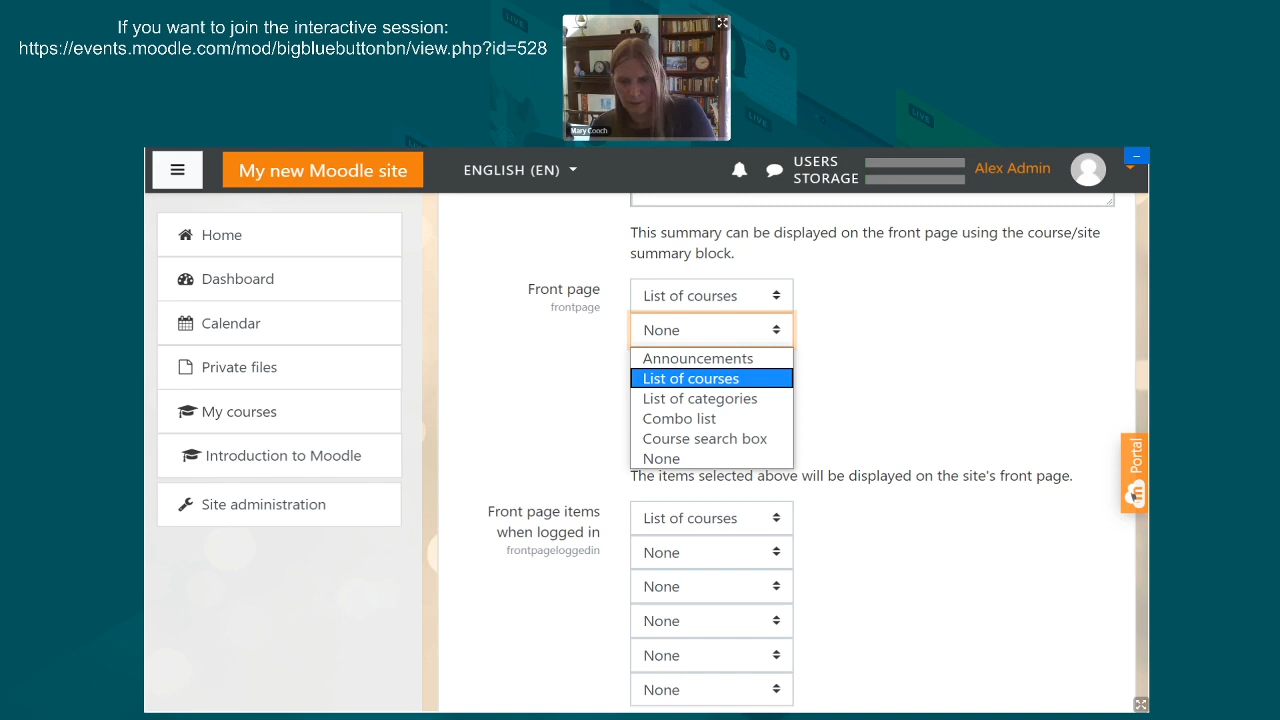 If you want to join the interactive session:
https://events.moodle.com/mod/bigbluebuttonbn/view.php?id=528
Mary Cooch
My new Moodle site
ENGLISH (EN)
USERS
STORAGE
Alex Admin
Home
Dashboard
Calendar
Private files
My courses
Introduction to Moodle
Site administration
This summary can be displayed on the front page using the course/site
summary block.
Front page
frontpage
List of courses
None
Announcements
List of courses
List of categories
Combo list
Course search box
None
The items selected above will be displayed on the site's front page.
Front page items
when logged in
frontpageloggedin
List of courses
None
None
None
None
None
Portal
LIVE
LIVE
LIVE
LIVE